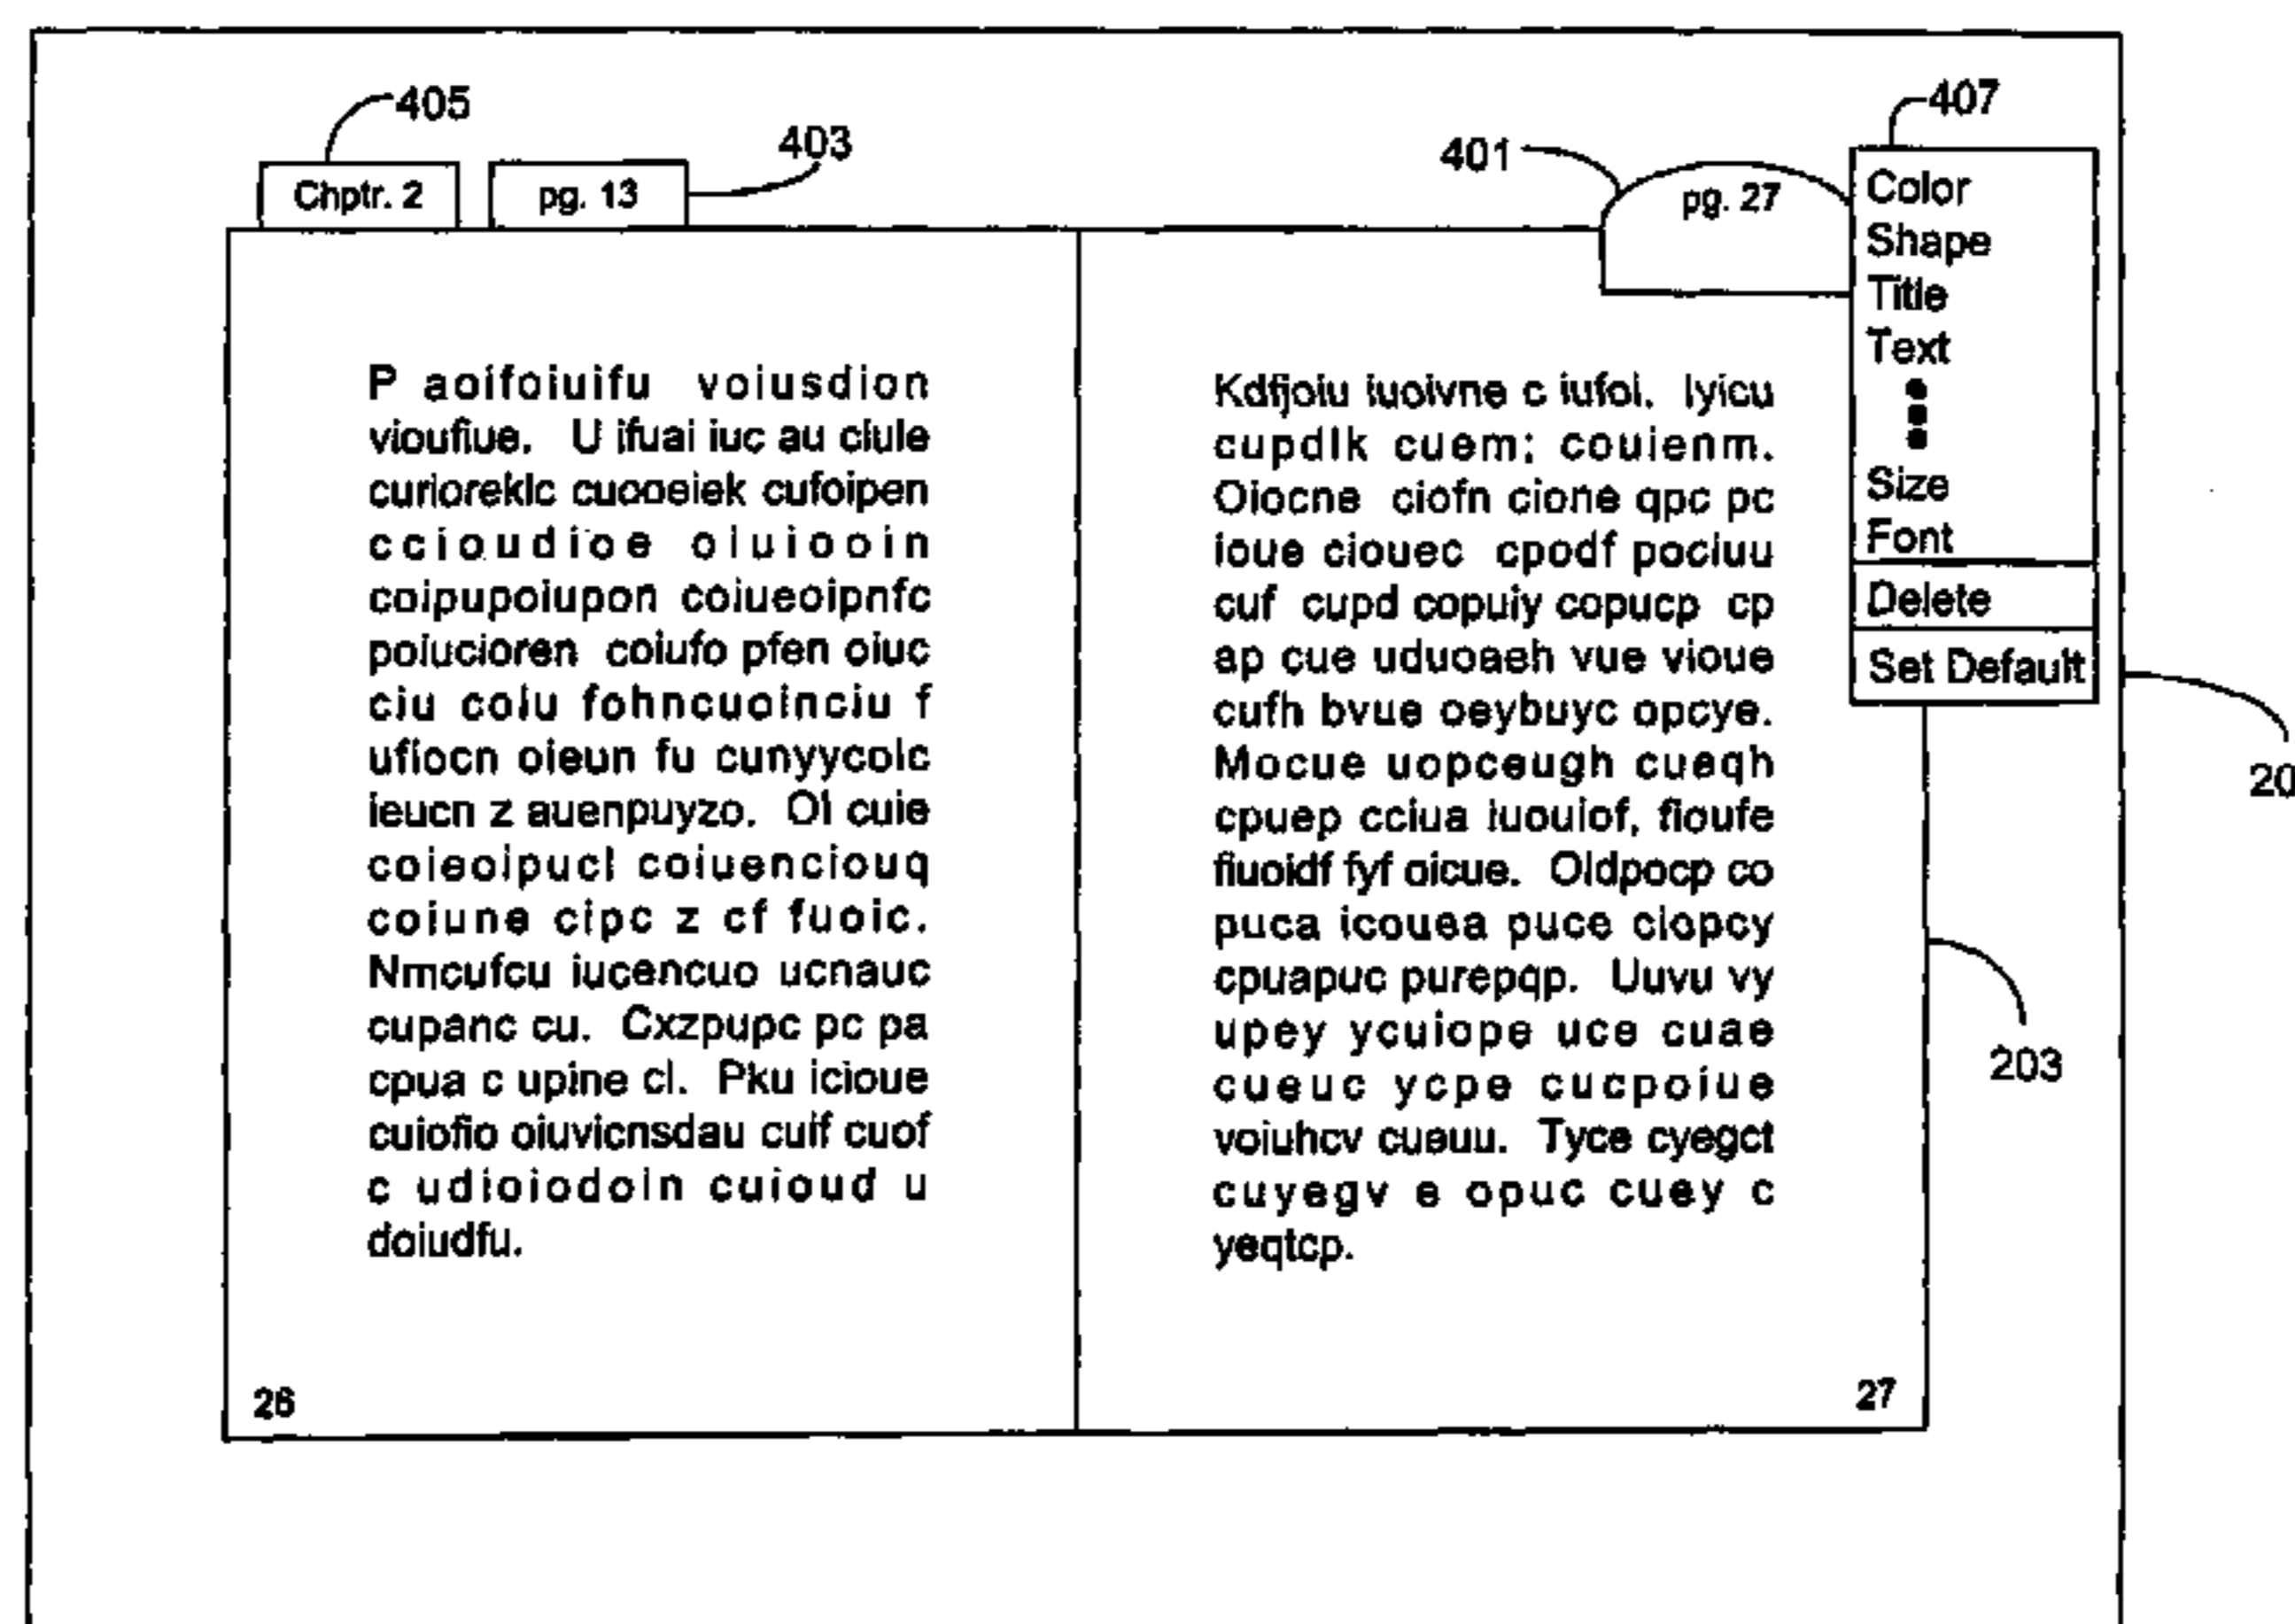 405
403
401
407
Chptr. 2
pg. 13
pg. 27
Color
Shape
Title
Text
Size
Font
Delete
Set Default
P aoifoiuifu voiusdion
vioufiue. U ifuai iuc au ciule
curioreklc cucoeiek cufoipen
ccioudioe oiuiooin
coipupoiupon coiueoipnfc
poiucioren coiufo pfen oiuc
ciu coiu fohncuoinciu f
ufiocn oieun fu cunyycoic
ieucn z auenpuyzo. Oi cuie
coieoipucl coiuenciouq
coiune cipc z cf fuoic.
Nmcufcu iucencuo ucnauc
cupanc cu. Cxzpupc pc pa
cpua c upine cl. Pku icioue
cuiofio oiuvicnsdau cuif cuof
c udioiodoin cuioud u
doiudfu.
26
Kdfjoiu iuoivne c iufoi. Iyicu
cupdlk cuem; couienm.
Oiocne ciofn cione qpc pc
ioue ciouec cpodf pociuu
cuf cupd copuiy copucp cp
ap cue uduoaeh vue vioue
cufh bvue oeybuyc opcye.
Mocue uopceugh cueqh
cpuep cciua iuouiof, fioufe
fiuoidf fyf oicue. Oldpocp co
puca icouea puce ciopcy
cpuapuc purepqp. Uuvu vy
upey ycuiope uce cuae
cueuc ycpe cucpoiue
voiuhcv cueuu. Tyce cyegct
cuyegv e opuc cuey c
yeqtcp.
27
20
203